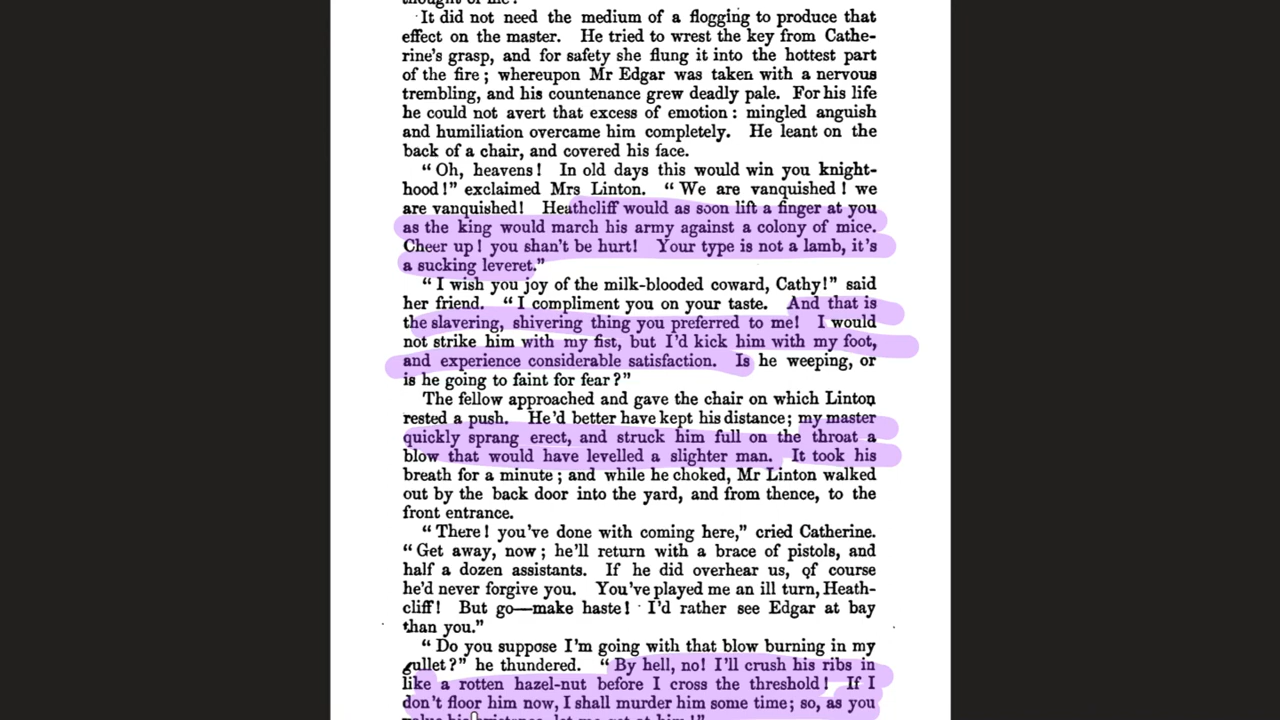 It did not need the medium of a flogging to produce that
effect on the master. He tried to wrest the key from Cathe-
rine's grasp, and for safety she flung it into the hottest part
of the fire; whereupon Mr Edgar was taken with a nervous
trembling, and his countenance grew deadly pale. For his life
he could not avert that excess of emotion: mingled anguish
and humiliation overcame him completely. He leant on the
back of a chair, and covered his face.
"Oh, heavens! In old days this would win you knight-
hood!" exclaimed Mrs Linton. "We are vanquished! we
are vanquished! Heathcliff would as soon lift a finger at you
as the king would march his army against a colony of mice.
Cheer up! you shan't be hurt! Your type is not a lamb, it's
a sucking leveret."
"I wish you joy of the milk-blooded coward, Cathy!" said
her friend. "I compliment you on your taste. And that is
the slavering, shivering thing you preferred to me! I would
not strike him with my fist, but I'd kick him with my foot,
and experience considerable satisfaction. Is he weeping, or
is he going to faint for fear?"
The fellow approached and gave the chair on which Linton
rested a push. He'd better have kept his distance; my master
quickly sprang erect, and struck him full on the throat a
blow that would have levelled a slighter man. It took his
breath for a minute; and while he choked, Mr Linton walked
out by the back door into the yard, and from thence, to the
front entrance.
"There! you've done with coming here," cried Catherine.
"Get away, now; he'll return with a brace of pistols, and
half a dozen assistants. If he did overhear us, of course
he'd never forgive you. You've played me an ill turn, Heath-
cliff! But go—make haste! I'd rather see Edgar at bay
than you."
"Do you suppose I'm going with that blow burning in my
gullet?" he thundered. "By hell, no! I'll crush his ribs in
like a rotten hazel-nut before I cross the threshold! If I
don't floor him now, I shall murder him some time; so, as you